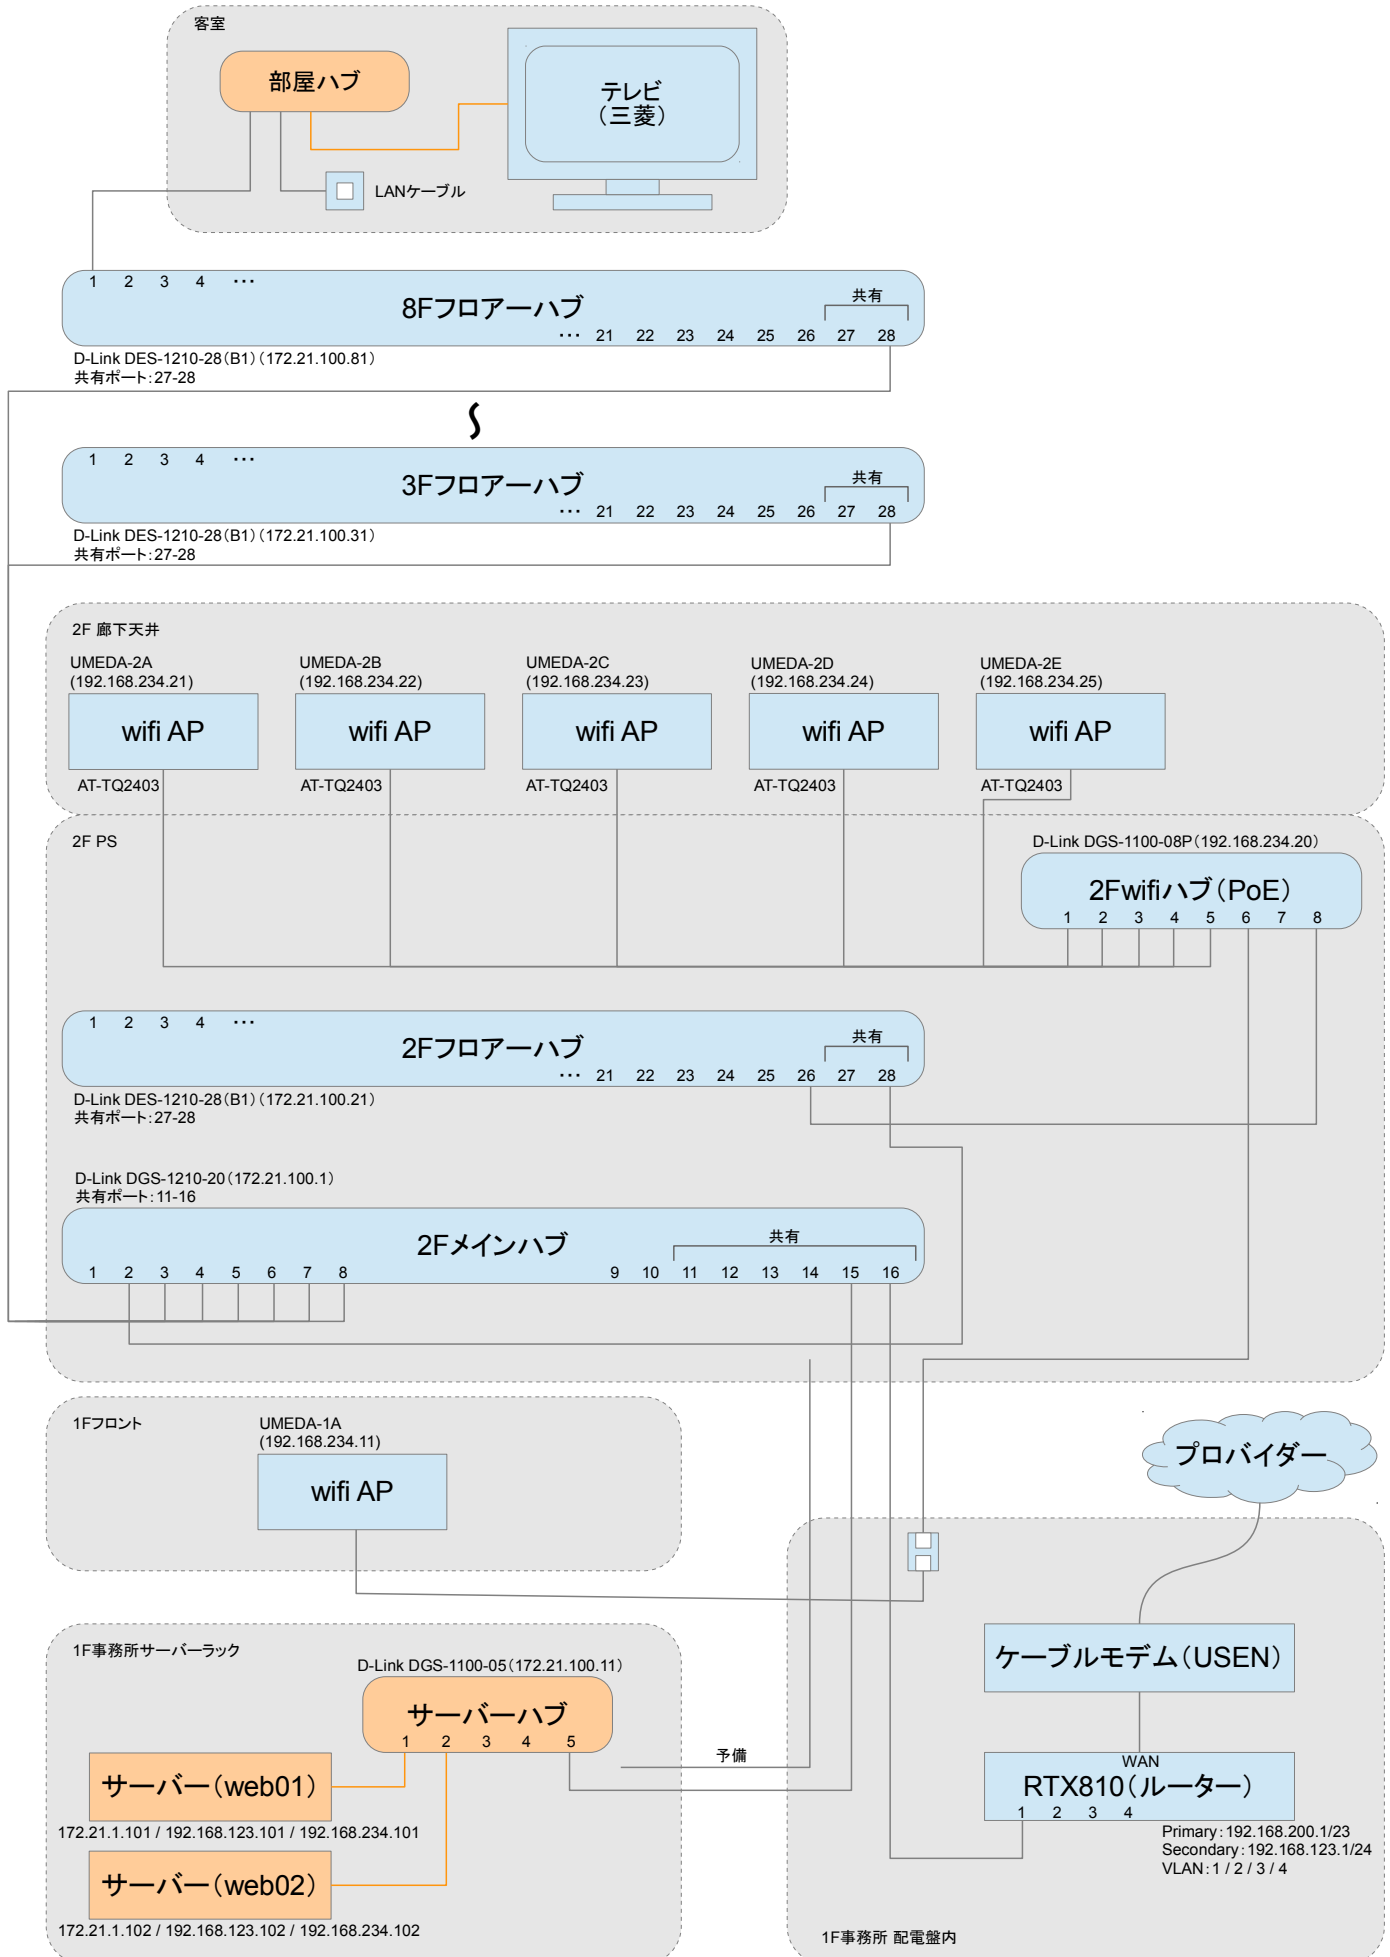 客室
部屋ハブ
テレビ
（三菱）
LANケーブル
1 2 3 4 ･･･
8Fフロアーハブ
共有
･･･ 21 22 23 24 25 26 27 28
D-Link DES-1210-28（B1）（172.21.100.81）
共有ポート：27-28
〜
1 2 3 4 ･･･
3Fフロアーハブ
共有
･･･ 21 22 23 24 25 26 27 28
D-Link DES-1210-28（B1）（172.21.100.31）
共有ポート：27-28
2F 廊下天井
UMEDA-2A
(192.168.234.21)
wifi AP
AT-TQ2403
UMEDA-2B
(192.168.234.22)
wifi AP
AT-TQ2403
UMEDA-2C
(192.168.234.23)
wifi AP
AT-TQ2403
UMEDA-2D
(192.168.234.24)
wifi AP
AT-TQ2403
UMEDA-2E
(192.168.234.25)
wifi AP
AT-TQ2403
2F PS
D-Link DGS-1100-08P（192.168.234.20）
2Fwifiハブ（PoE）
1 2 3 4 5 6 7 8
1 2 3 4 ･･･
2Fフロアーハブ
共有
･･･ 21 22 23 24 25 26 27 28
D-Link DES-1210-28（B1）（172.21.100.21）
共有ポート：27-28
D-Link DGS-1210-20（172.21.100.1）
共有ポート：11-16
2Fメインハブ
共有
1 2 3 4 5 6 7 8 9 10 11 12 13 14 15 16
1Fフロント
UMEDA-1A
(192.168.234.11)
wifi AP
プロバイダー
1F事務所サーバーラック
D-Link DGS-1100-05（172.21.100.11）
サーバーハブ
1 2 3 4 5
予備
サーバー（web01）
172.21.1.101 / 192.168.123.101 / 192.168.234.101
サーバー（web02）
172.21.1.102 / 192.168.123.102 / 192.168.234.102
ケーブルモデム（USEN）
WAN
RTX810（ルーター）
1 2 3 4
Primary：192.168.200.1/23
Secondary：192.168.123.1/24
VLAN：1 / 2 / 3 / 4
1F事務所 配電盤内